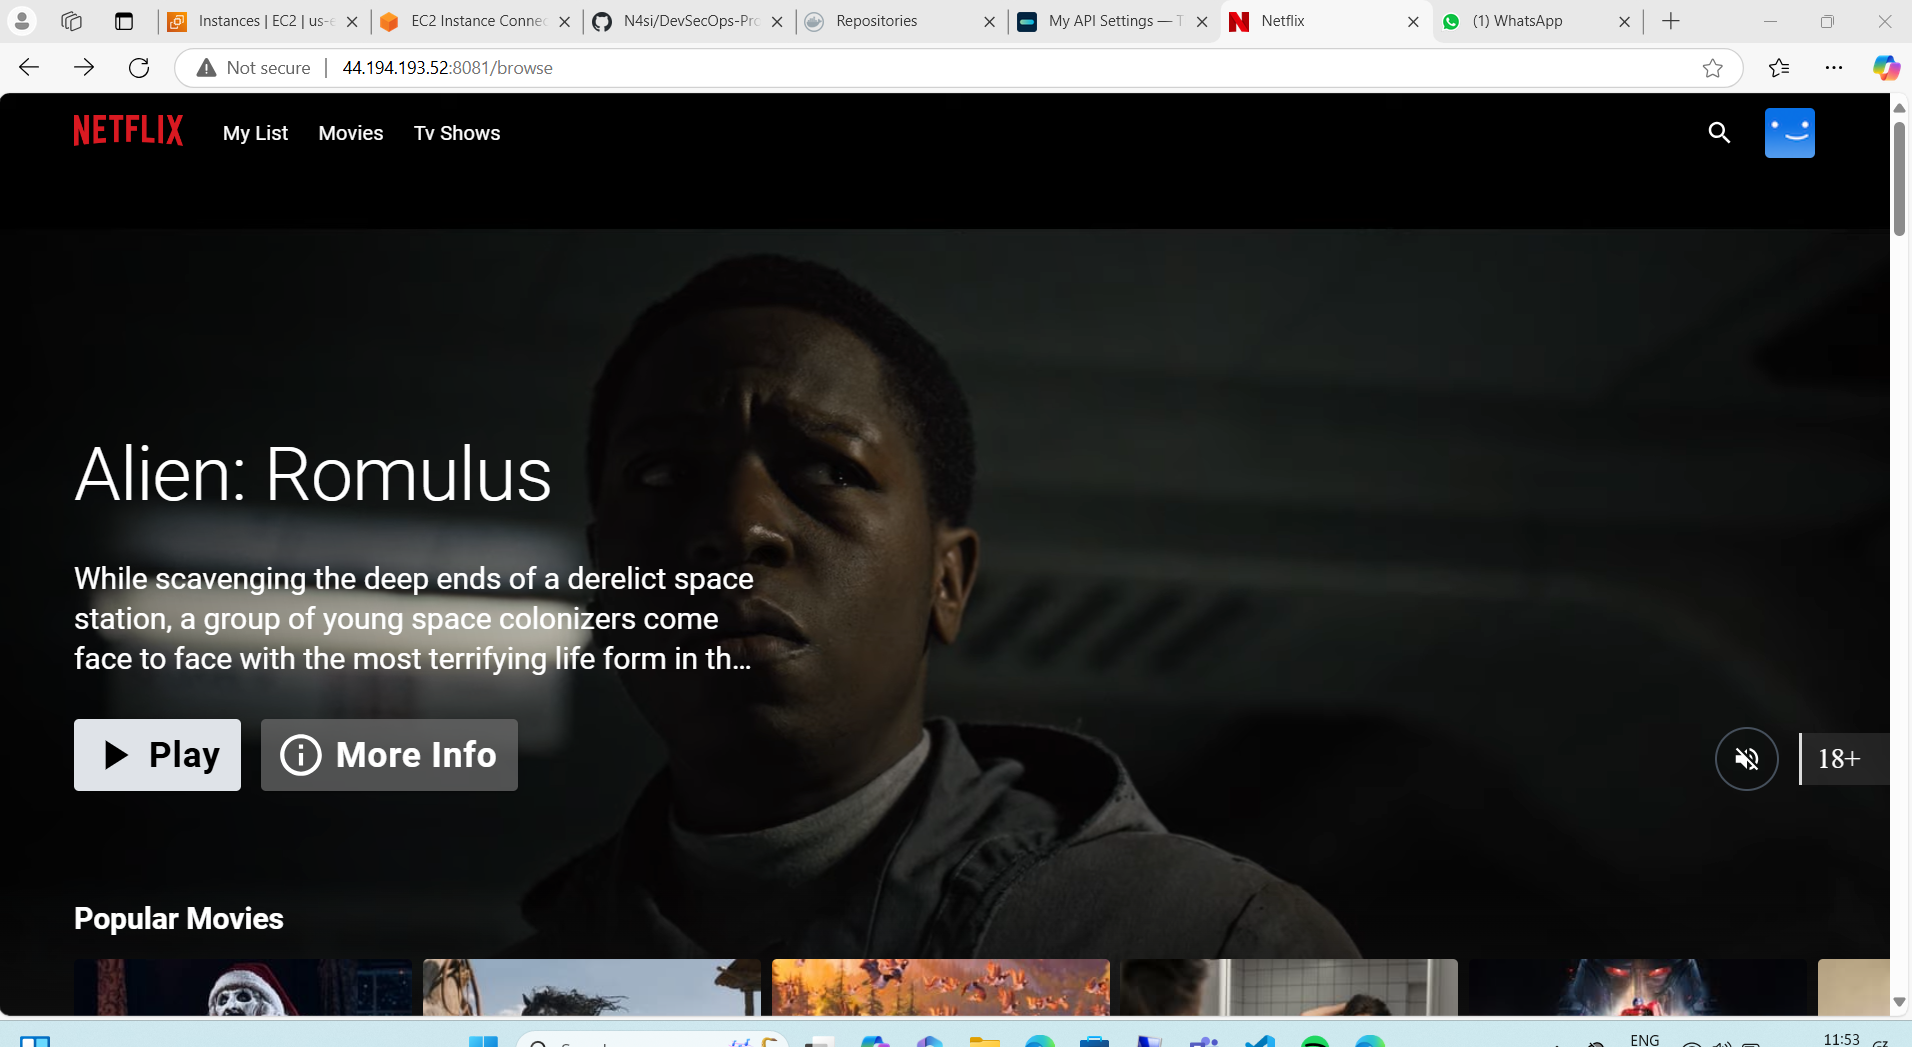 Instances | EC2 | us-e
EC2 Instance Connec
N4si/DevSecOps-Pro
Repositories
My API Settings — T
Netflix
(1) WhatsApp
Not secure
44.194.193.52:8081/browse
NETFLIX
My List
Movies
Tv Shows
Alien: Romulus
While scavenging the deep ends of a derelict space
station, a group of young space colonizers come
face to face with the most terrifying life form in th...
Play
More Info
18+
Popular Movies
ENG
11:53